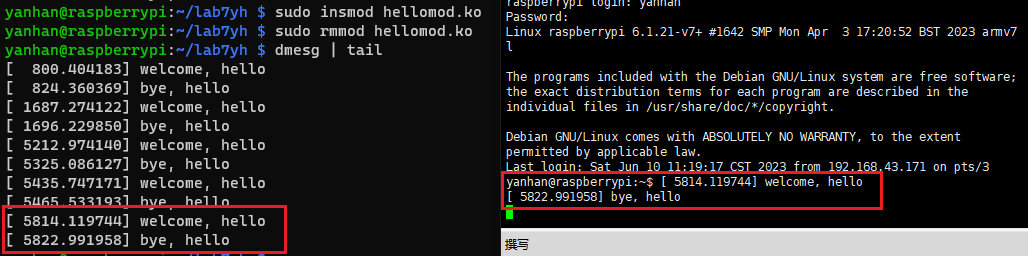 yanhan@raspberrypi:~/lab7yh $ sudo insmod hellomod.ko
yanhan@raspberrypi:~/lab7yh $ sudo rmmod hellomod.ko
yanhan@raspberrypi:~/lab7yh $ dmesg | tail
[  800.404183] welcome, hello
[  824.360369] bye, hello
[ 1687.274122] welcome, hello
[ 1696.229850] bye, hello
[ 5212.974140] welcome, hello
[ 5325.086127] bye, hello
[ 5435.747171] welcome, hello
[ 5465.533193] bye, hello
[ 5814.119744] welcome, hello
[ 5822.991958] bye, hello
raspberrypi login: yanhan
Password:
Linux raspberrypi 6.1.21-v7+ #1642 SMP Mon Apr  3 17:20:52 BST 2023 armv7
l
The programs included with the Debian GNU/Linux system are free software;
the exact distribution terms for each program are described in the
individual files in /usr/share/doc/*/copyright.
Debian GNU/Linux comes with ABSOLUTELY NO WARRANTY, to the extent
permitted by applicable law.
Last login: Sat Jun 10 11:19:17 CST 2023 from 192.168.43.171 on pts/3
yanhan@raspberrypi:~$ [ 5814.119744] welcome, hello
[ 5822.991958] bye, hello
撰写